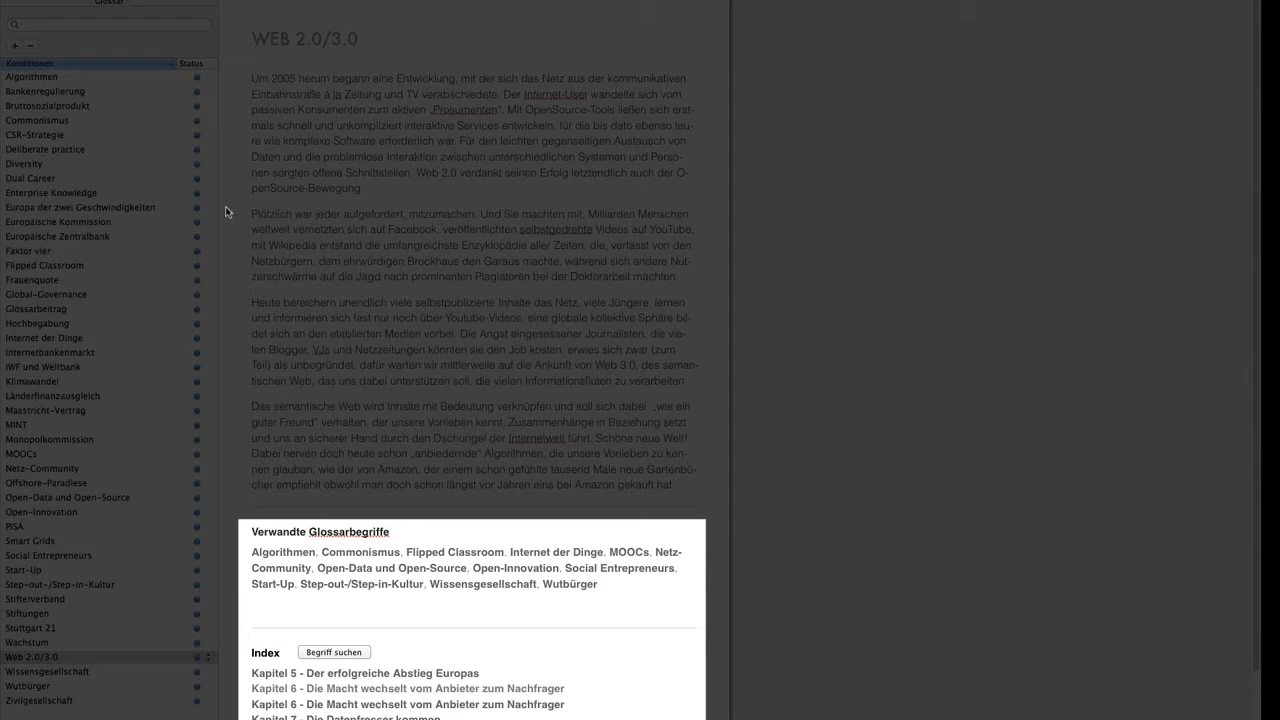 Glossar
+ −
Konditionen Status
Algorithmen
Bankenregulierung
Bruttosozialprodukt
Commonismus
CSR-Strategie
Deliberate practice
Diversity
Dual Career
Enterprise Knowledge
Europa der zwei Geschwindigkeiten
Europäische Kommission
Europäische Zentralbank
Faktor vier
Flipped Classroom
Frauenquote
Global-Governance
Glossarbeitrag
Hochbegabung
Internet der Dinge
Internetbankenmarkt
IWF und Weltbank
Klimawandel
Länderfinanzausgleich
Maastricht-Vertrag
MINT
Monopolkommission
MOOCs
Netz-Community
Offshore-Paradiese
Open-Data und Open-Source
Open-Innovation
PISA
Smart Grids
Social Entrepreneurs
Start-Up
Step-out-/Step-in-Kultur
Stifterverband
Stiftungen
Stuttgart 21
Wachstum
Web 2.0/3.0
Wissensgesellschaft
Wutbürger
Zivilgesellschaft
WEB 2.0/3.0
Um 2005 herum begann eine Entwicklung, mit der sich das Netz aus der kommunikativen
Einbahnstraße a la Zeitung und TV verabschiedete. Der Internet-User wandelte sich vom
passiven Konsumenten zum aktiven „Prosumenten“. Mit OpenSource-Tools ließen sich erst-
mals schnell und unkompliziert interaktive Services entwickeln, für die bis dato ebenso teu-
re wie komplexe Software erforderlich war. Für den leichten gegenseitigen Austausch von
Daten und die problemlose Interaktion zwischen unterschiedlichen Systemen und Perso-
nen sorgten offene Schnittstellen. Web 2.0 verdankt seinen Erfolg letztendlich auch der O-
penSource-Bewegung.
Plötzlich war jeder aufgefordert, mitzumachen. Und Sie machten mit: Milliarden Menschen
weltweit vernetzten sich auf Facebook, veröffentlichten selbstgedrehte Videos auf YouTube,
mit Wikipedia entstand die umfangreichste Enzyklopädie aller Zeiten, die, verfasst von den
Netzbürgern, dem ehrwürdigen Brockhaus den Garaus machte, während sich andere Nut-
zerschwärme auf die Jagd nach prominenten Plagiatoren bei der Doktorarbeit machten.
Heute bereichern unendlich viele selbstpublizierte Inhalte das Netz, viele Jüngere lernen
und informieren sich fast nur noch über Youtube-Videos, eine globale kollektive Sphäre bil-
det sich an den etablierten Medien vorbei. Die Angst eingesessener Journalisten, die vie-
len Blogger, VJs und Netzzeitungen könnten sie den Job kosten, erwies sich zwar (zum
Teil) als unbegründet, dafür warten wir mittlerweile auf die Ankunft von Web 3.0, des seman-
tischen Web, das uns dabei unterstützen soll, die vielen Informationsfluten zu verarbeiten.
Das semantische Web wird Inhalte mit Bedeutung verknüpfen und soll sich dabei „wie ein
guter Freund“ verhalten, der unsere Vorlieben kennt, Zusammenhänge in Beziehung setzt
und uns an sicherer Hand durch den Dschungel der Internetwelt führt. Schöne neue Welt!
Dabei nerven doch heute schon „anbiedernde“ Algorithmen, die unsere Vorlieben zu ken-
nen glauben, wie der von Amazon, der einem schon gefühlte tausend Male neue Gartenbü-
cher empfiehlt obwohl man doch schon längst vor Jahren eins bei Amazon gekauft hat
Verwandte Glossarbegriffe
Algorithmen, Commonismus, Flipped Classroom, Internet der Dinge, MOOCs, Netz-
Community, Open-Data und Open-Source, Open-Innovation, Social Entrepreneurs,
Start-Up, Step-out-/Step-in-Kultur, Wissensgesellschaft, Wutbürger
Index Begriff suchen
Kapitel 5 - Der erfolgreiche Abstieg Europas
Kapitel 6 - Die Macht wechselt vom Anbieter zum Nachfrager
Kapitel 6 - Die Macht wechselt vom Anbieter zum Nachfrager
Kapitel 7 - Die Datenfresser kommen